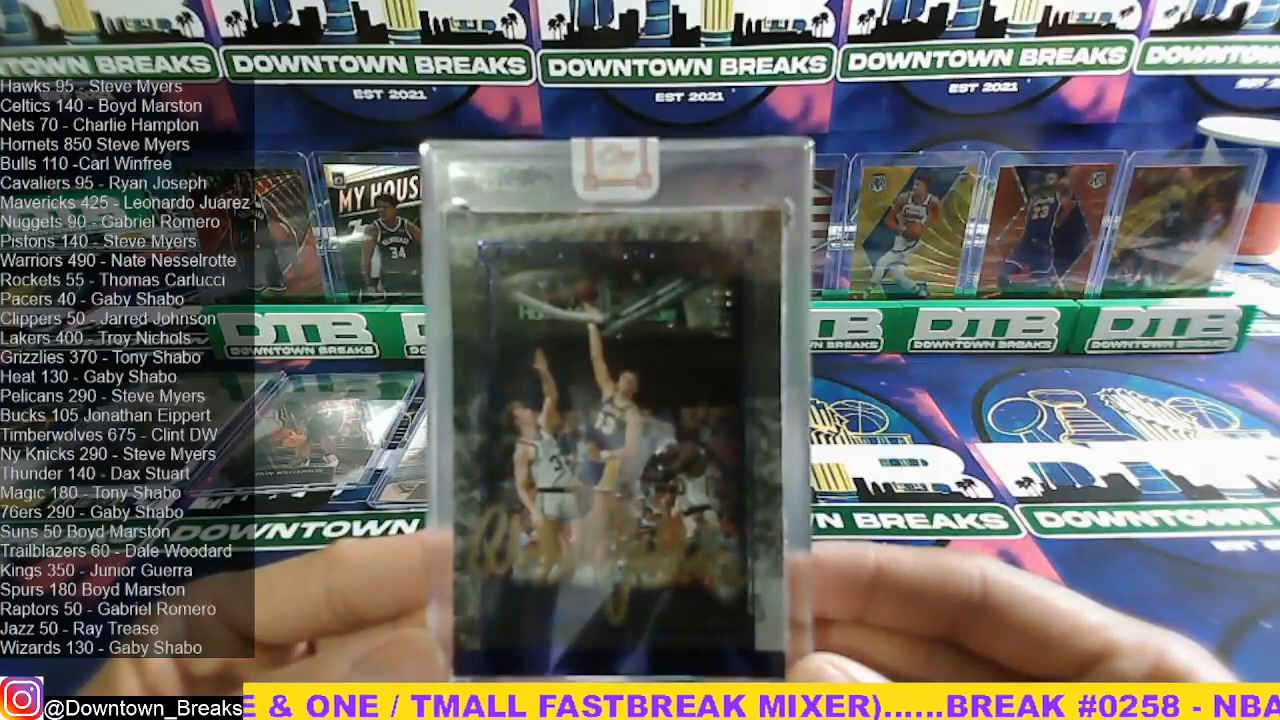 DOWNTOWN BREAKS
DOWNTOWN BREAKS
DOWNTOWN BREAKS
DOWNTOWN BREAKS
DOWNTOWN BREAKS
EST 2021
EST 2021
EST 2021
Hawks 95 - Steve Myers
Celtics 140 - Boyd Marston
Nets 70 - Charlie Hampton
Hornets 850 Steve Myers
Bulls 110 -Carl Winfree
Cavaliers 95 - Ryan Joseph
Mavericks 425 - Leonardo Juarez
Nuggets 90 - Gabriel Romero
Pistons 140 - Steve Myers
Warriors 490 - Nate Nesselrotte
Rockets 55 - Thomas Carlucci
Pacers 40 - Gaby Shabo
Clippers 50 - Jarred Johnson
Lakers 400 - Troy Nichols
Grizzlies 370 - Tony Shabo
Heat 130 - Gaby Shabo
Pelicans 290 - Steve Myers
Bucks 105 Jonathan Eippert
Timberwolves 675 - Clint DW
Ny Knicks 290 - Steve Myers
Thunder 140 - Dax Stuart
Magic 180 - Tony Shabo
76ers 290 - Gaby Shabo
Suns 50 Boyd Marston
Trailblazers 60 - Dale Woodard
Kings 350 - Junior Guerra
Spurs 180 Boyd Marston
Raptors 50 - Gabriel Romero
Jazz 50 - Ray Trease
Wizards 130 - Gaby Shabo
MY HOUS
34
23
33
DTB
DOWNTOWN BREAKS
DTB
DOWNTOWN BREAKS
DTB
DOWNTOWN BREAKS
DOWNTOWN
N BREAKS
DOWNTOWN BREAKS
@Downtown_Breaks
E & ONE / TMALL FASTBREAK MIXER)......BREAK #0258 - NBA